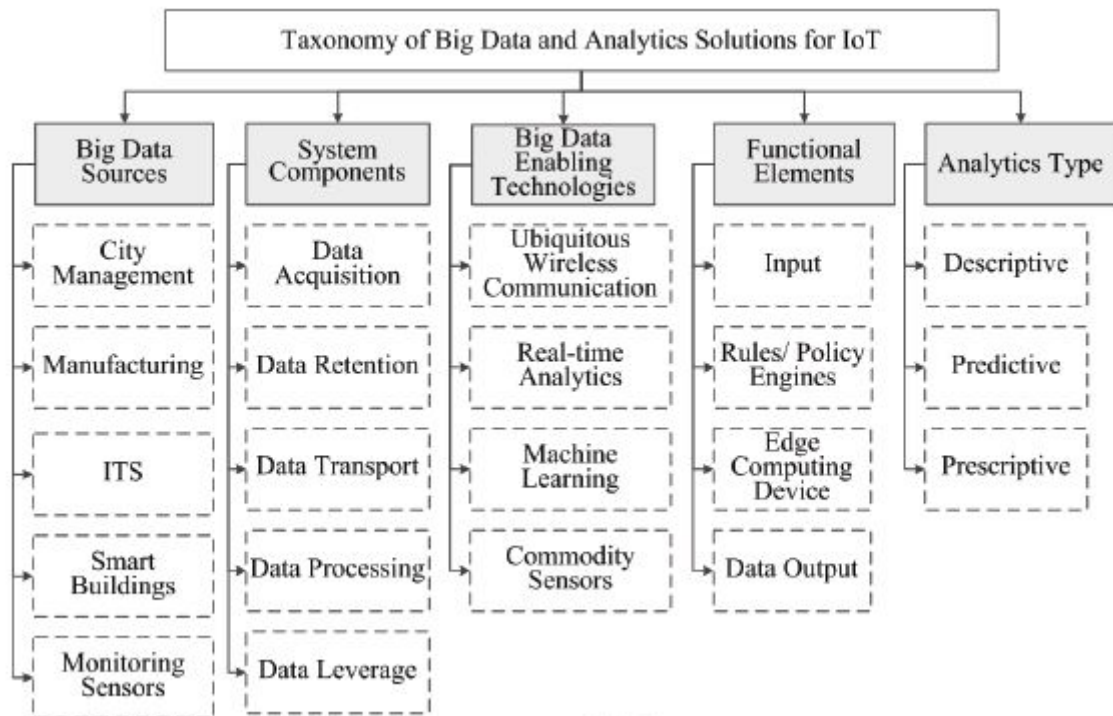 Taxonomy of Big Data and Analytics Solutions for IoT
Big Data
Sources
System
Components
Big Data
Enabling
Technologies
Functional
Elements
Analytics Type
City
Management
Manufacturing
ITS
Smart
Buildings
Monitoring
Sensors
Data
Acquisition
Data Retention
Data Transport
Data Processing
Data Leverage
Ubiquitous
Wireless
Communication
Real-time
Analytics
Machine
Learning
Commodity
Sensors
Input
Rules/ Policy
Engines
Edge
Computing
Device
Data Output
Descriptive
Predictive
Prescriptive